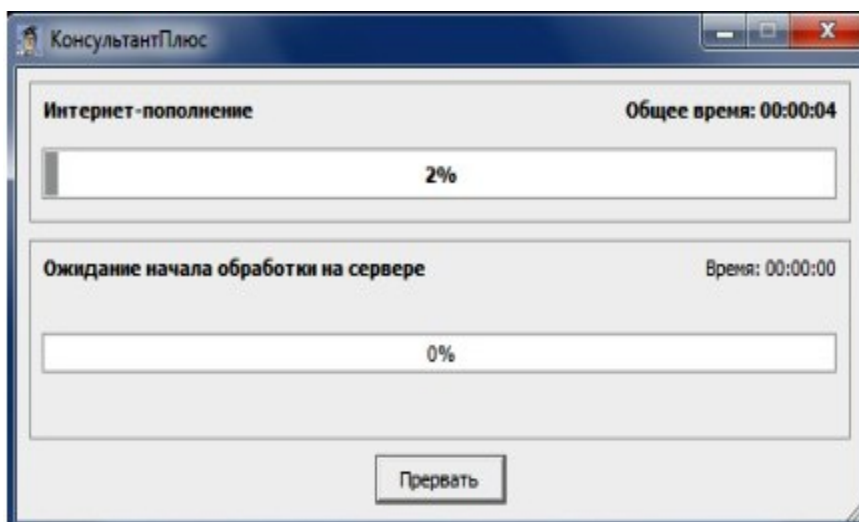 КонсультантПлюс
Интернет-пополнение Общее время: 00:00:04
2%
Ожидание начала обработки на сервере Время: 00:00:00
0%
Прервать